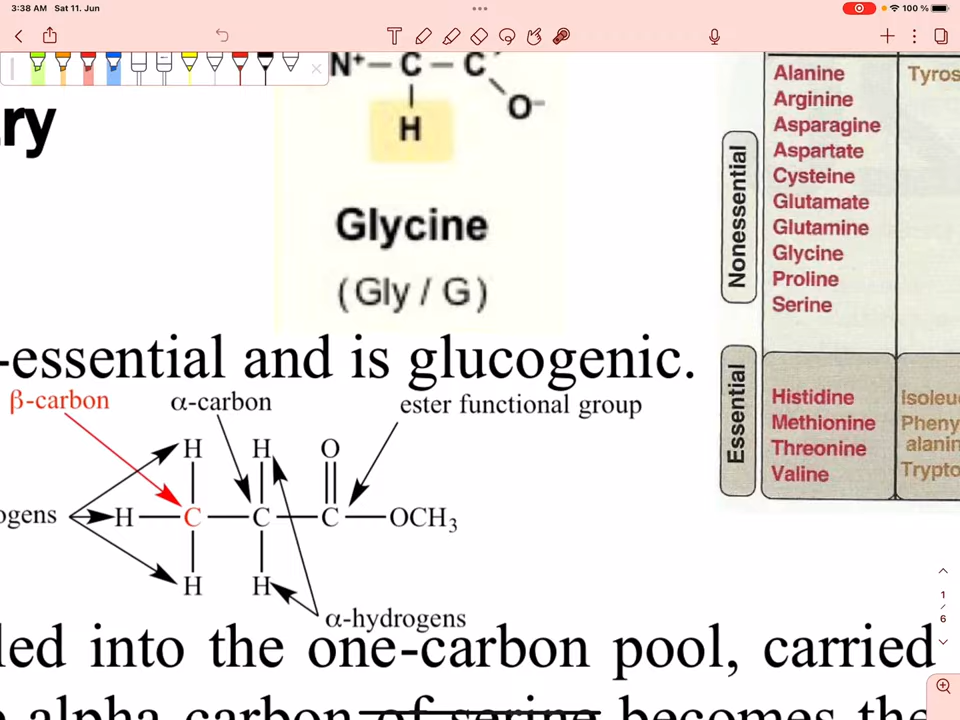 3:38 AM Sat 11. Jun
100 %
ry
N⁺ – C – C
O⁻
H
Glycine
(Gly / G)
Nonessential
Alanine
Arginine
Asparagine
Aspartate
Cysteine
Glutamate
Glutamine
Glycine
Proline
Serine
Tyros
-essential and is glucogenic.
Essential
Histidine
Methionine
Threonine
Valine
Isoleu
Pheny
alanin
Trypto
β-carbon
α-carbon
ester functional group
H H O
ogens H C C C OCH₃
H H
α-hydrogens
led into the one-carbon pool, carried
alpha carbon of serine becomes the
1
/
6